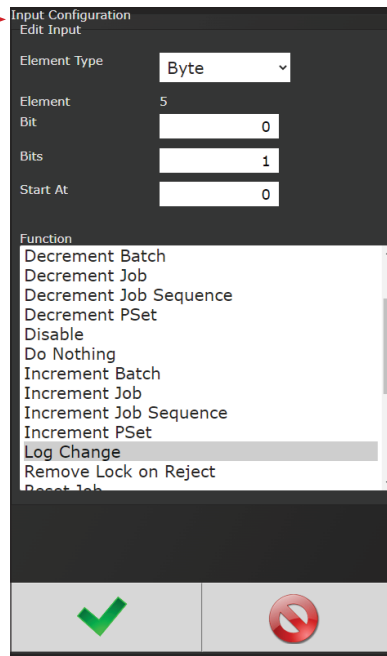 Input Configuration
Edit Input
Element Type
Byte
Element 5
Bit 0
Bits 1
Start At 0
Function
Decrement Batch
Decrement Job
Decrement Job Sequence
Decrement PSet
Disable
Do Nothing
Increment Batch
Increment Job
Increment Job Sequence
Increment PSet
Log Change
Remove Lock on Reject
Reset Job